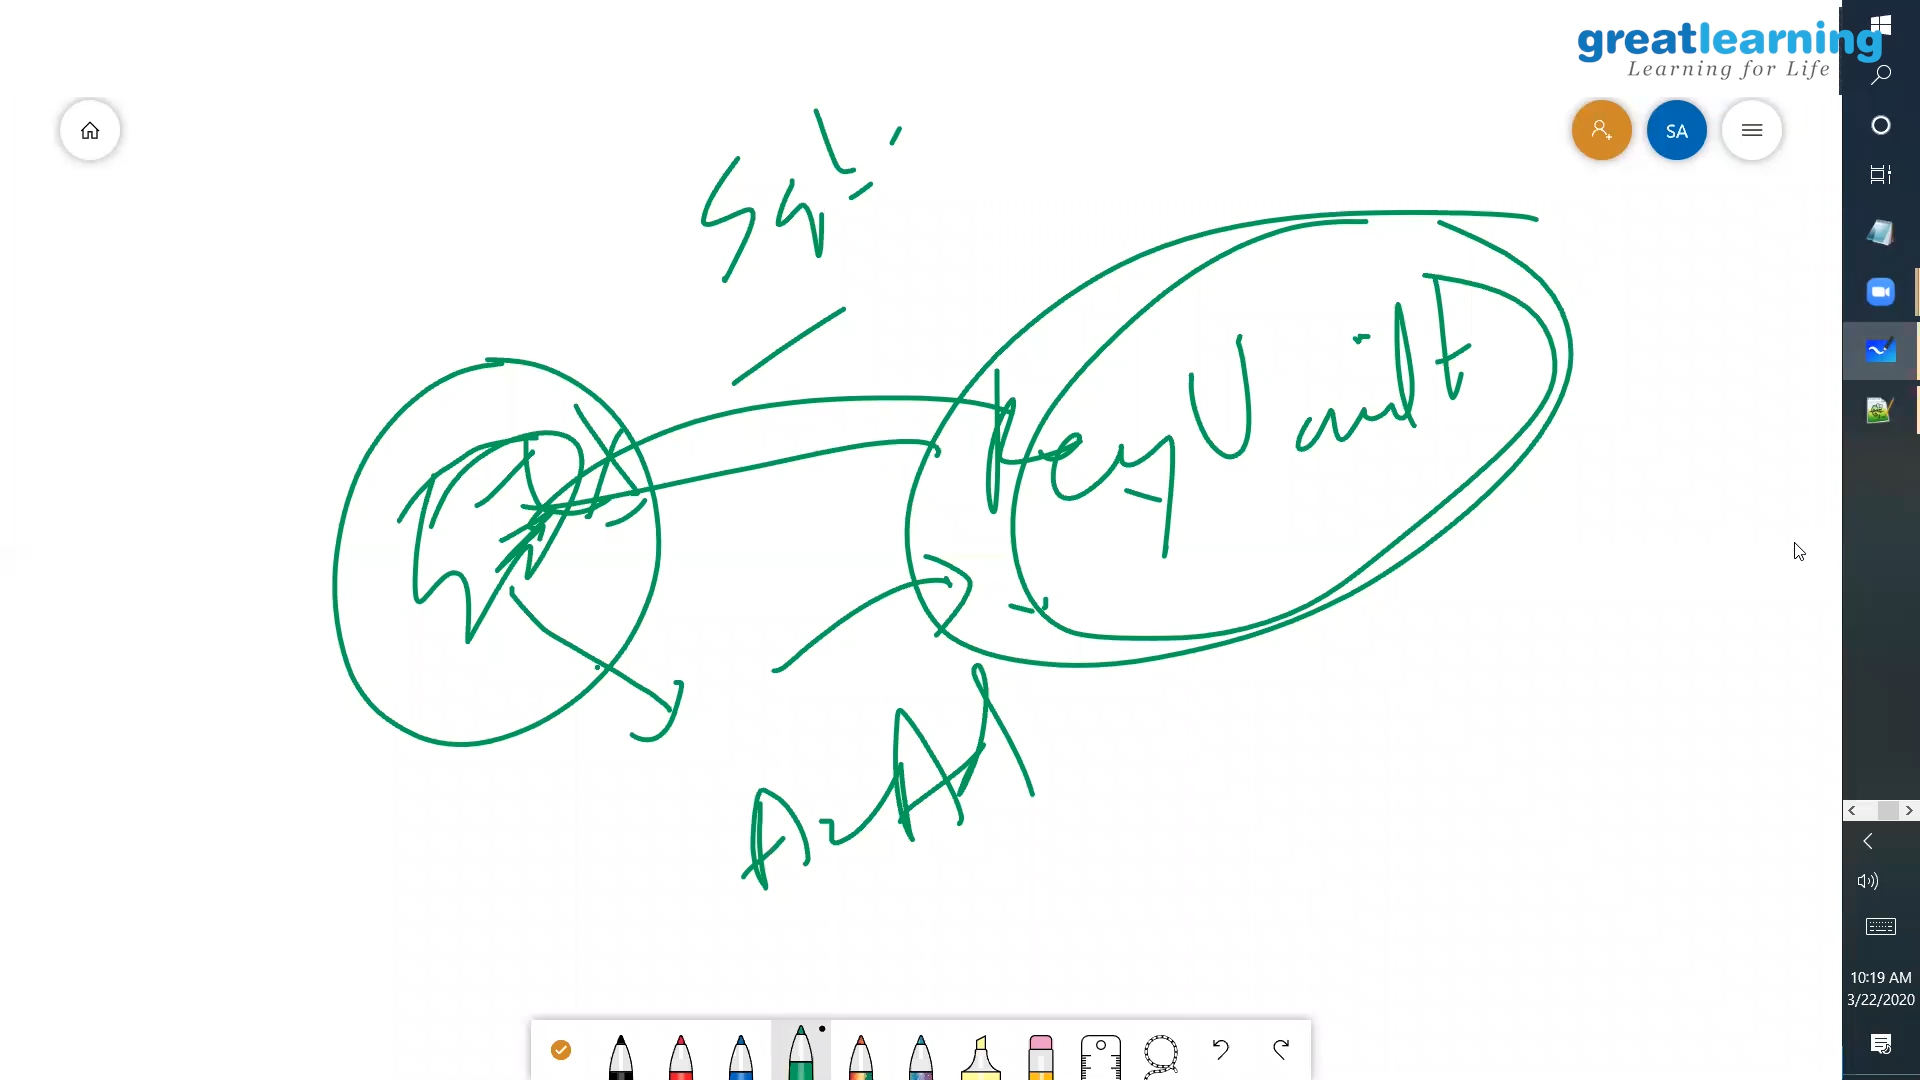 greatlearning
Learning for Life
SA
Sql
Key Vault
AzAd
10:19 AM
3/22/2020